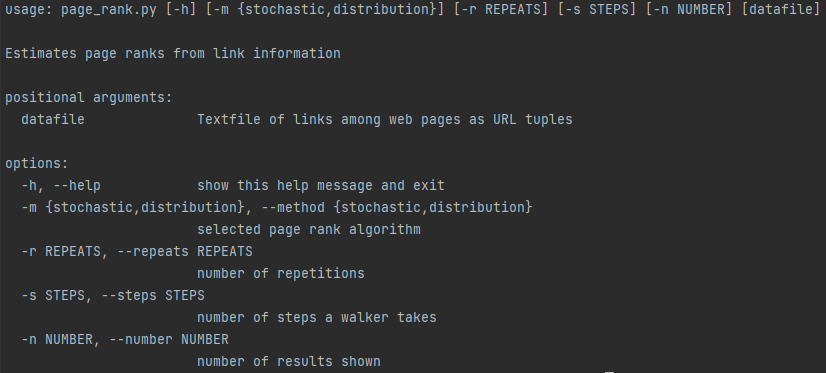 usage: page_rank.py [-h] [-m {stochastic,distribution}] [-r REPEATS] [-s STEPS] [-n NUMBER] [datafile]
Estimates page ranks from link information
positional arguments:
datafile Textfile of links among web pages as URL tuples
options:
-h, --help show this help message and exit
-m {stochastic,distribution}, --method {stochastic,distribution}
selected page rank algorithm
-r REPEATS, --repeats REPEATS
number of repetitions
-s STEPS, --steps STEPS
number of steps a walker takes
-n NUMBER, --number NUMBER
number of results shown